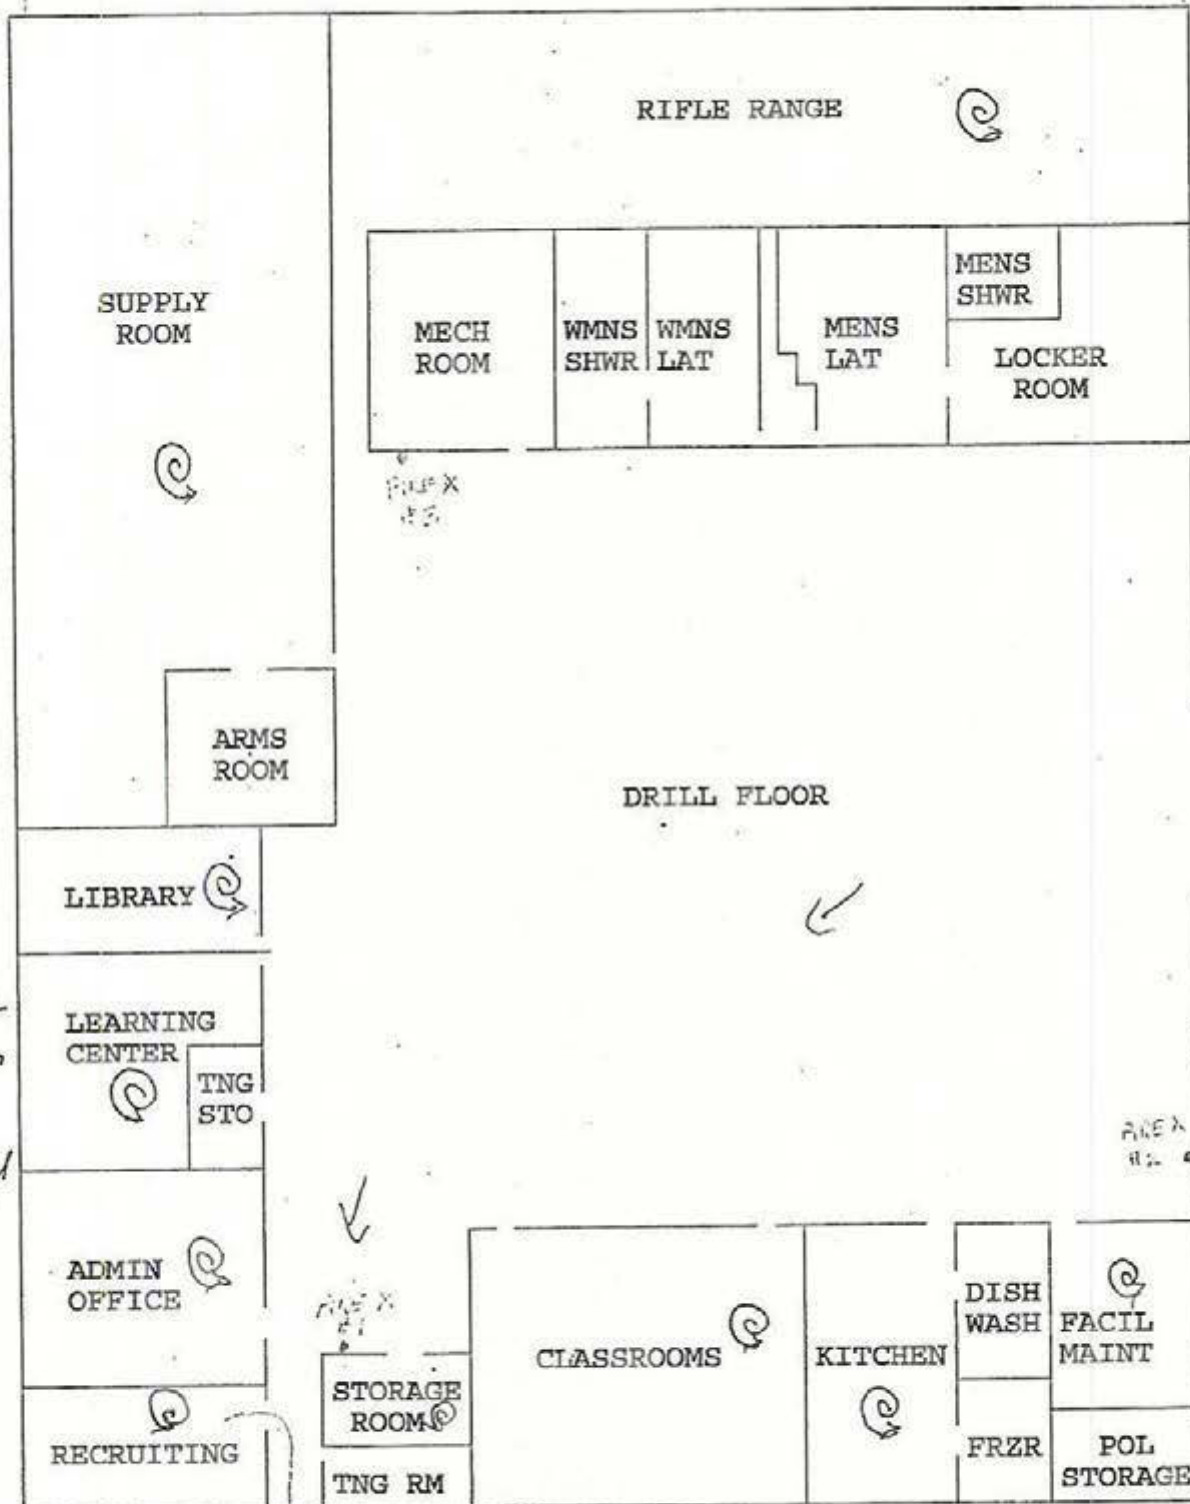 RIFLE RANGE
SUPPLY
ROOM
MECH
ROOM
WMNS
SHWR
WMNS
LAT
MENS
LAT
MENS
SHWR
LOCKER
ROOM
ARMS
ROOM
DRILL FLOOR
LIBRARY
LEARNING
CENTER
TNG
STO
ADMIN
OFFICE
RECRUITING
STORAGE
ROOM
TNG RM
CLASSROOMS
KITCHEN
DISH
WASH
FRZR
FACIL
MAINT
POL
STORAGE